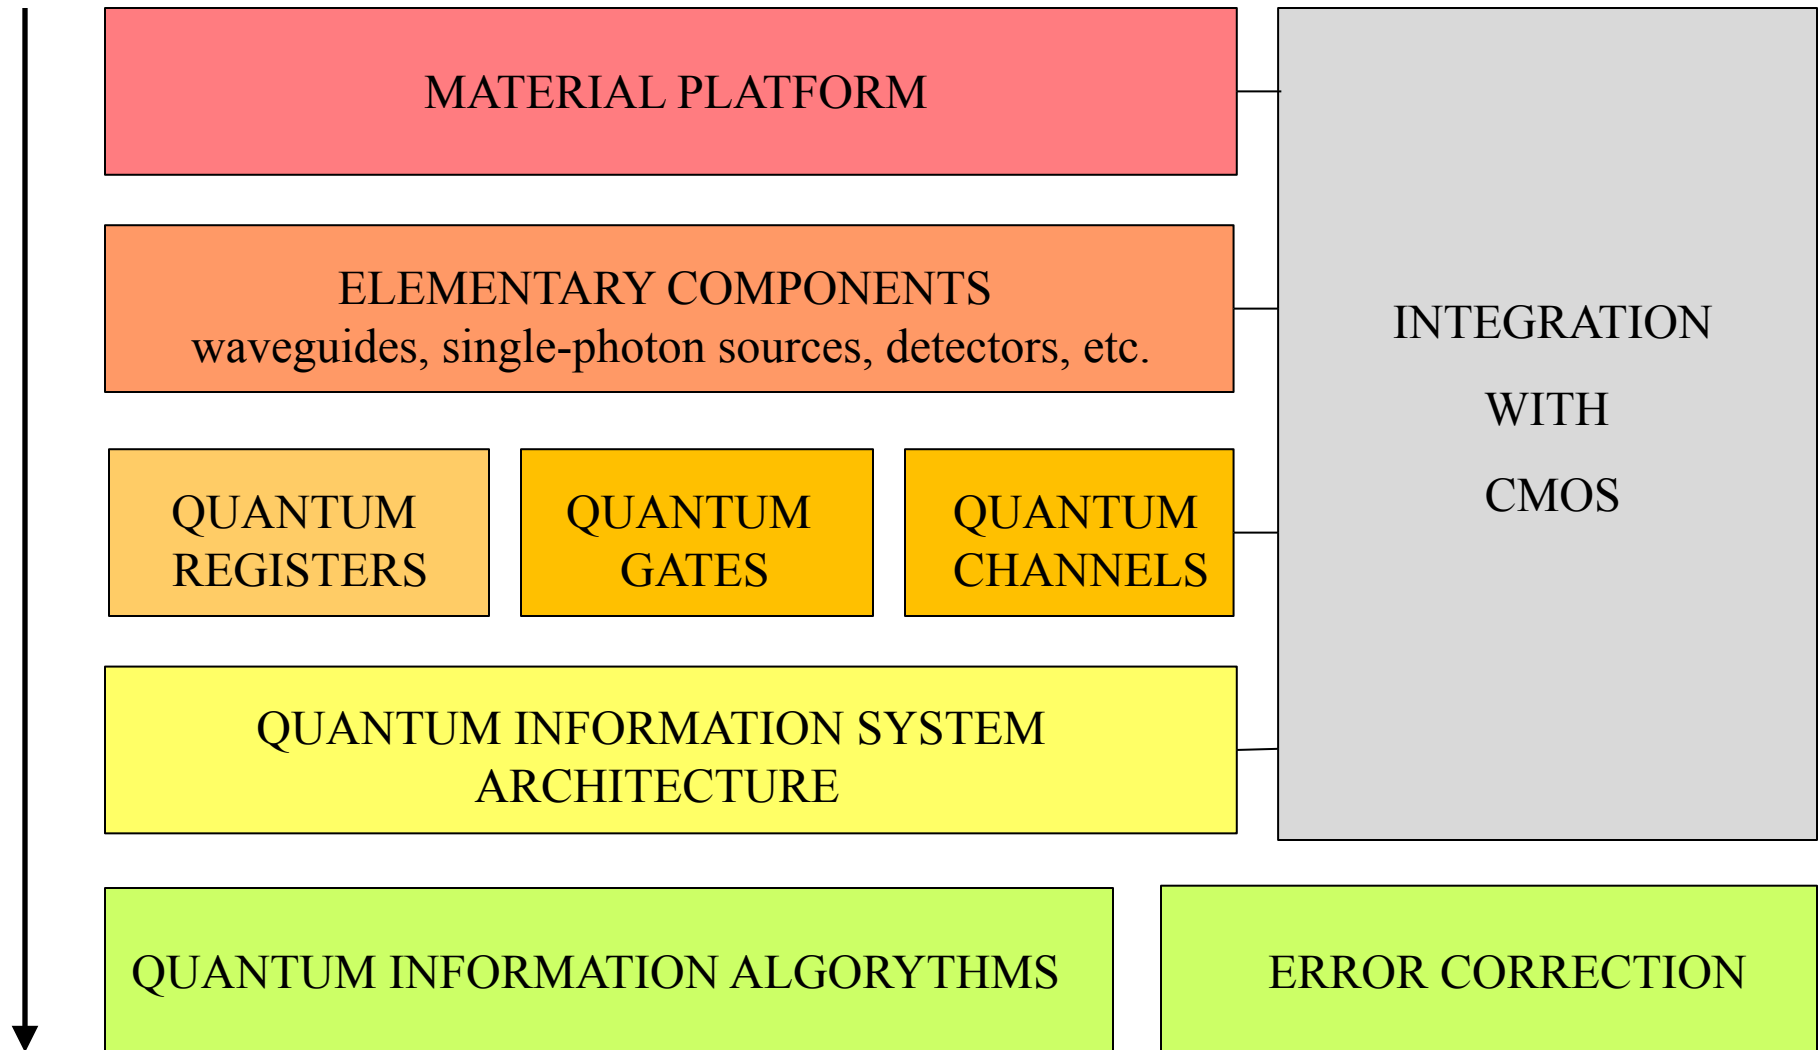 MATERIAL PLATFORM
ELEMENTARY COMPONENTS
waveguides, single-photon sources, detectors, etc.
INTEGRATION
WITH
CMOS
QUANTUM
REGISTERS
QUANTUM
GATES
QUANTUM
CHANNELS
QUANTUM INFORMATION SYSTEM
ARCHITECTURE
QUANTUM INFORMATION ALGORYTHMS
ERROR CORRECTION